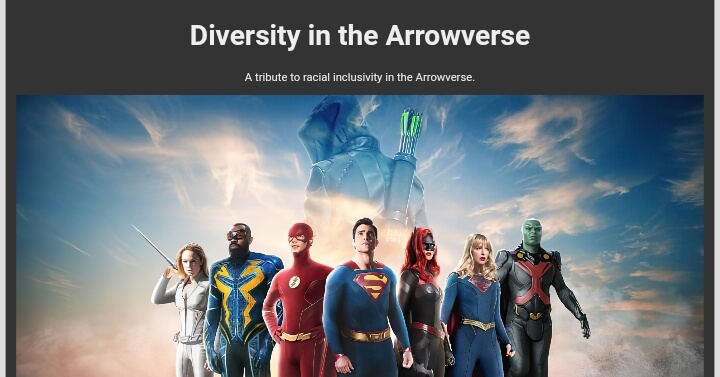 Diversity in the Arrowverse
A tribute to racial inclusivity in the Arrowverse.